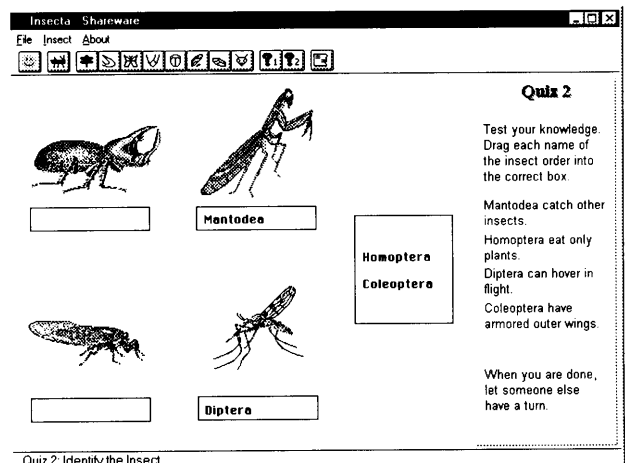 Insecta Shareware
File Insect About
1 2
Quiz 2
Test your knowledge.
Drag each name of
the insect order into
the correct box.
Mantodea catch other
insects.
Homoptera eat only
plants.
Diptera can hover in
flight.
Coleoptera have
armored outer wings.
When you are done,
let someone else
have a turn.
Mantodea
Homoptera
Coleoptera
Diptera
Quiz 2: Identify the Insect